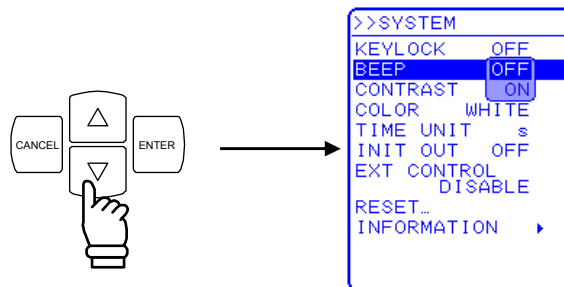 >>SYSTEM
KEYLOCK OFF
BEEP OFF
CONTRAST ON
COLOR WHITE
TIME UNIT s
INIT OUT OFF
EXT CONTROL
DISABLE
RESET…
INFORMATION
CANCEL
ENTER